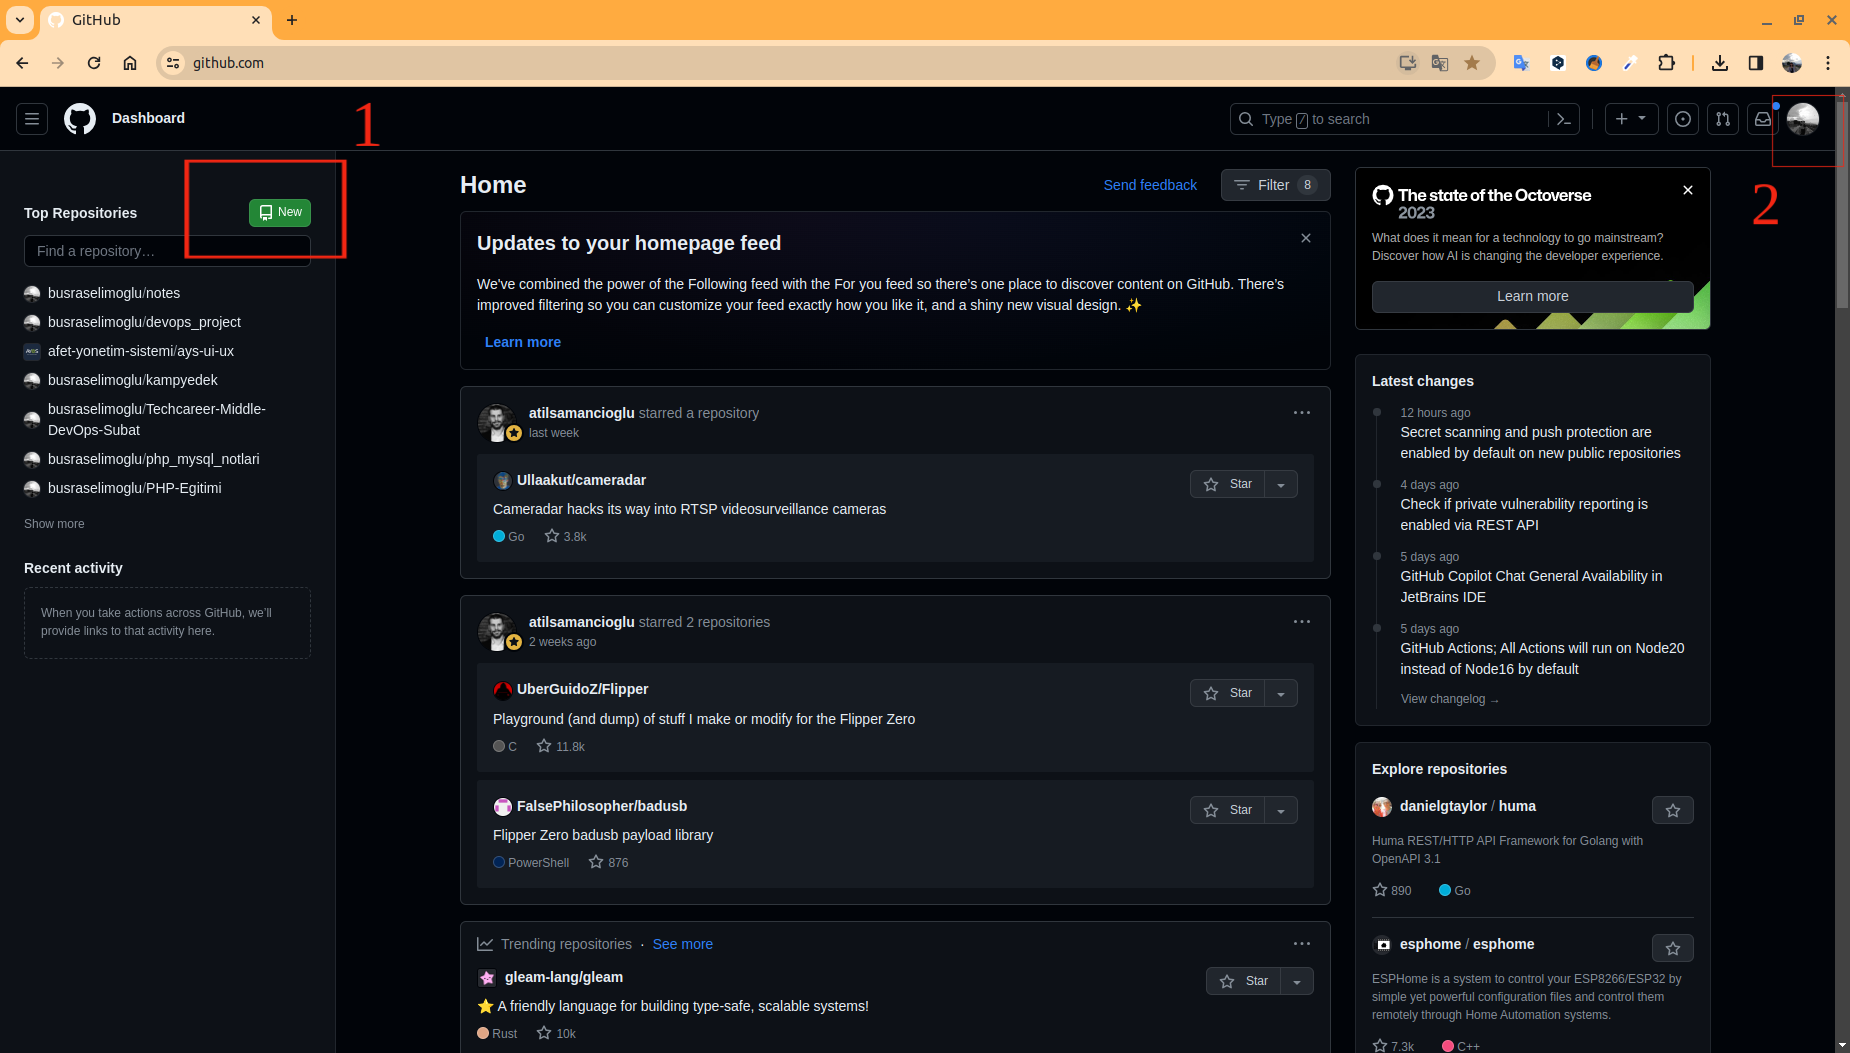 GitHub
github.com
Dashboard
1
Type / to search
2
Top Repositories
New
Find a repository…
busraselimoglu/notes
busraselimoglu/devops_project
afet-yonetim-sistemi/ays-ui-ux
busraselimoglu/kampyedek
busraselimoglu/Techcareer-Middle-
DevOps-Subat
busraselimoglu/php_mysql_notlari
busraselimoglu/PHP-Egitimi
Show more
Recent activity
When you take actions across GitHub, we'll
provide links to that activity here.
Home
Send feedback
Filter 8
Updates to your homepage feed
We've combined the power of the Following feed with the For you feed so there's one place to discover content on GitHub. There's
improved filtering so you can customize your feed exactly how you like it, and a shiny new visual design. ✨
Learn more
atilsamancioglu starred a repository
last week
Ullaakut/cameradar
Star
Cameradar hacks its way into RTSP videosurveillance cameras
Go 3.8k
atilsamancioglu starred 2 repositories
2 weeks ago
UberGuidoZ/Flipper
Star
Playground (and dump) of stuff I make or modify for the Flipper Zero
C 11.8k
FalsePhilosopher/badusb
Star
Flipper Zero badusb payload library
PowerShell 876
Trending repositories · See more
gleam-lang/gleam
Star
⭐ A friendly language for building type-safe, scalable systems!
Rust 10k
The state of the Octoverse
2023
What does it mean for a technology to go mainstream?
Discover how AI is changing the developer experience.
Learn more
Latest changes
12 hours ago
Secret scanning and push protection are
enabled by default on new public repositories
4 days ago
Check if private vulnerability reporting is
enabled via REST API
5 days ago
GitHub Copilot Chat General Availability in
JetBrains IDE
5 days ago
GitHub Actions; All Actions will run on Node20
instead of Node16 by default
View changelog →
Explore repositories
danielgtaylor / huma
Huma REST/HTTP API Framework for Golang with
OpenAPI 3.1
890 Go
esphome / esphome
ESPHome is a system to control your ESP8266/ESP32 by
simple yet powerful configuration files and control them
remotely through Home Automation systems.
7.3k C++